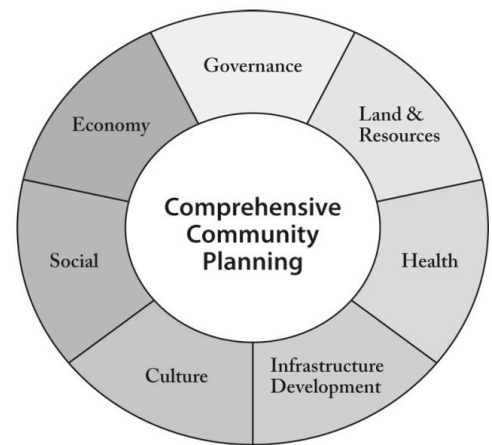 Governance
Land &
Resources
Health
Infrastructure
Development
Culture
Social
Economy
Comprehensive
Community
Planning